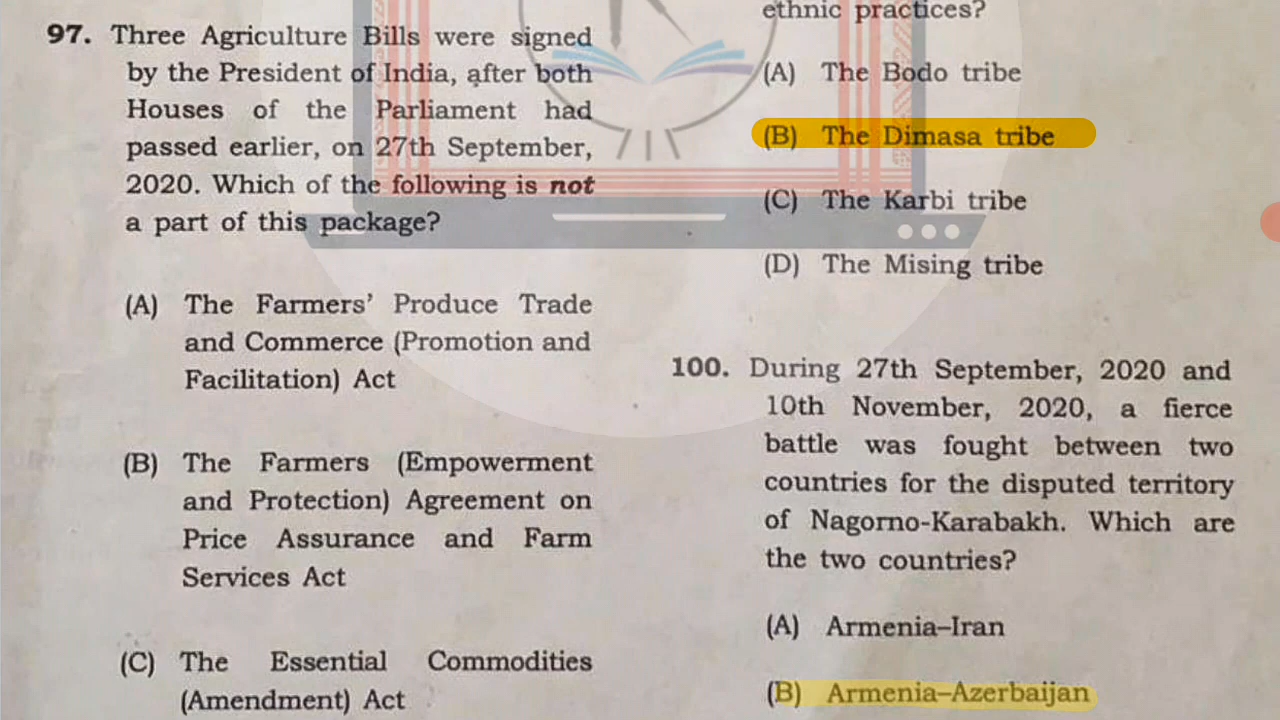 97. Three Agriculture Bills were signed
by the President of India, after both
Houses of the Parliament had
passed earlier, on 27th September,
2020. Which of the following is not
a part of this package?
(A) The Farmers' Produce Trade
and Commerce (Promotion and
Facilitation) Act
(B) The Farmers (Empowerment
and Protection) Agreement on
Price Assurance and Farm
Services Act
(C) The Essential Commodities
(Amendment) Act
ethnic practices?
(A) The Bodo tribe
(B) The Dimasa tribe
(C) The Karbi tribe
(D) The Mising tribe
100. During 27th September, 2020 and
10th November, 2020, a fierce
battle was fought between two
countries for the disputed territory
of Nagorno-Karabakh. Which are
the two countries?
(A) Armenia–Iran
(B) Armenia–Azerbaijan